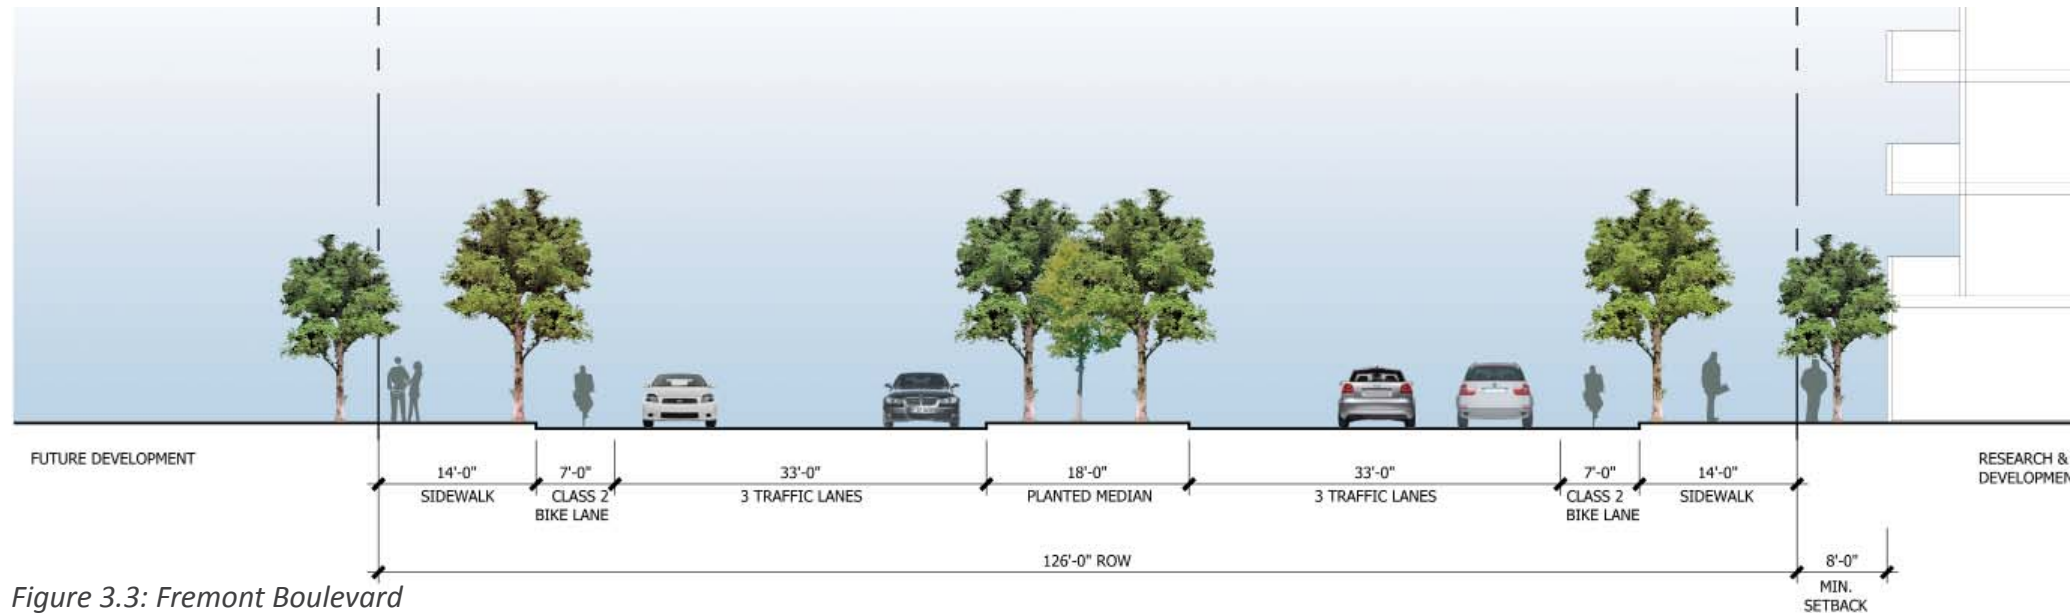 FUTURE DEVELOPMENT
RESEARCH &
DEVELOPMEN
14'-0"
SIDEWALK
7'-0"
CLASS 2
BIKE LANE
33'-0"
3 TRAFFIC LANES
18'-0"
PLANTED MEDIAN
33'-0"
3 TRAFFIC LANES
7'-0"
CLASS 2
BIKE LANE
14'-0"
SIDEWALK
126'-0" ROW
8'-0"
MIN.
SETBACK
Figure 3.3: Fremont Boulevard